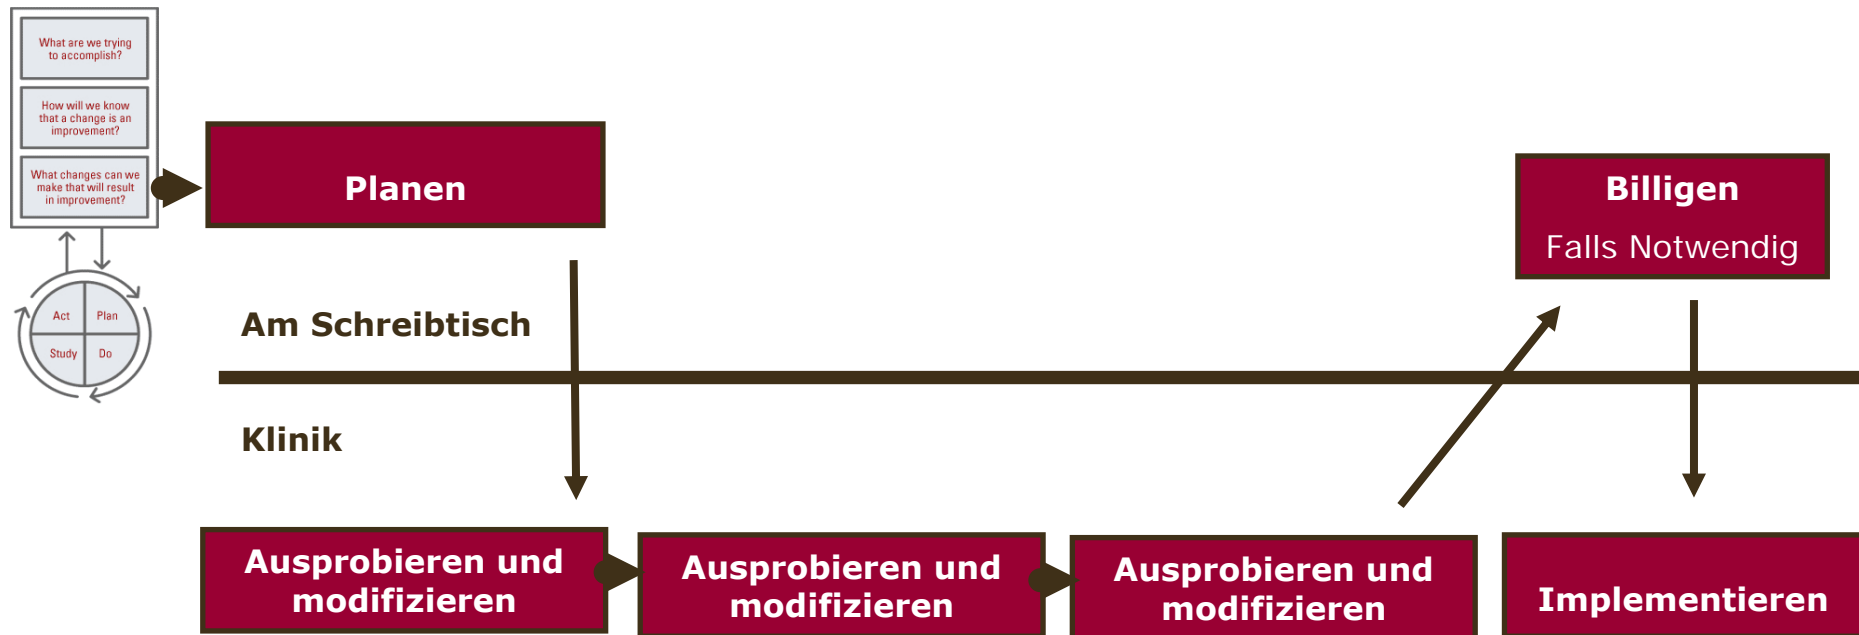 What are we trying
to accomplish?
How will we know
that a change is an
improvement?
What changes can we
make that will result
in improvement?
Act
Plan
Study
Do
Planen
Billigen
Falls Notwendig
Am Schreibtisch
Klinik
Ausprobieren und
modifizieren
Ausprobieren und
modifizieren
Ausprobieren und
modifizieren
Implementieren